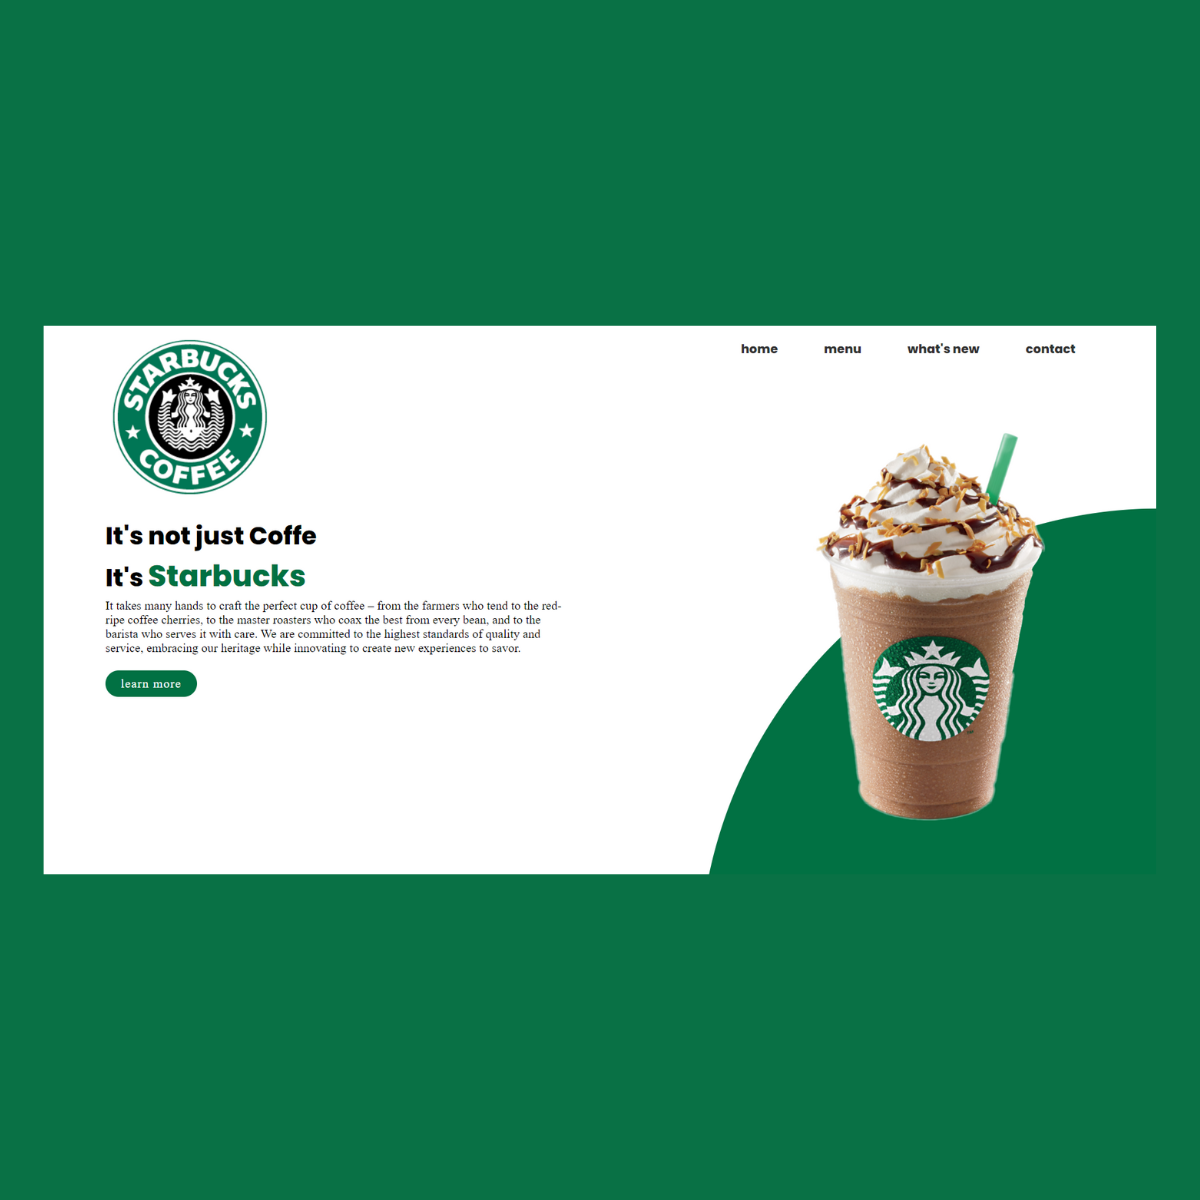 STARBUCKS
COFFEE
home menu what's new contact
It's not just Coffe
It's Starbucks
It takes many hands to craft the perfect cup of coffee – from the farmers who tend to the red-
ripe coffee cherries, to the master roasters who coax the best from every bean, and to the
barista who serves it with care. We are committed to the highest standards of quality and
service, embracing our heritage while innovating to create new experiences to savor.
learn more